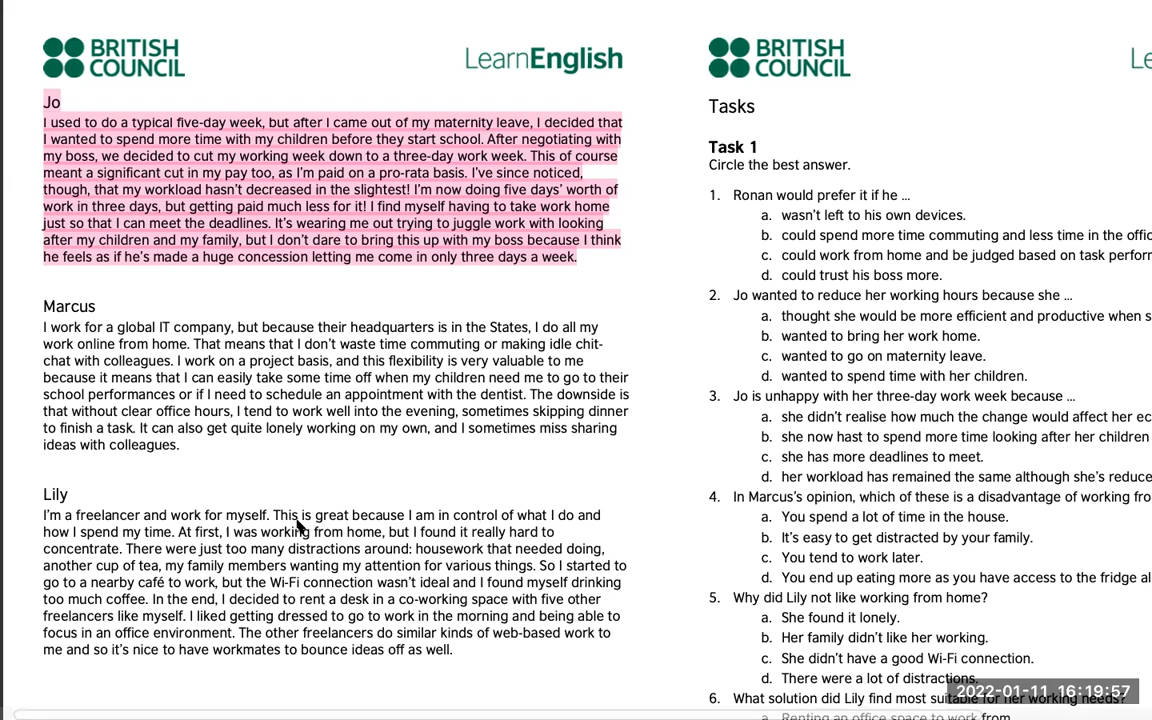 BRITISH
COUNCIL
LearnEnglish
Jo
I used to do a typical five-day week, but after I came out of my maternity leave, I decided that
I wanted to spend more time with my children before they start school. After negotiating with
my boss, we decided to cut my working week down to a three-day work week. This of course
meant a significant cut in my pay too, as I'm paid on a pro-rata basis. I've since noticed,
though, that my workload hasn't decreased in the slightest! I'm now doing five days' worth of
work in three days, but getting paid much less for it! I find myself having to take work home
just so that I can meet the deadlines. It's wearing me out trying to juggle work with looking
after my children and my family, but I don't dare to bring this up with my boss because I think
he feels as if he's made a huge concession letting me come in only three days a week.
Marcus
I work for a global IT company, but because their headquarters is in the States, I do all my
work online from home. That means that I don't waste time commuting or making idle chit-
chat with colleagues. I work on a project basis, and this flexibility is very valuable to me
because it means that I can easily take some time off when my children need me to go to their
school performances or if I need to schedule an appointment with the dentist. The downside is
that without clear office hours, I tend to work well into the evening, sometimes skipping dinner
to finish a task. It can also get quite lonely working on my own, and I sometimes miss sharing
ideas with colleagues.
Lily
I'm a freelancer and work for myself. This is great because I am in control of what I do and
how I spend my time. At first, I was working from home, but I found it really hard to
concentrate. There were just too many distractions around: housework that needed doing,
another cup of tea, my family members wanting my attention for various things. So I started to
go to a nearby café to work, but the Wi-Fi connection wasn't ideal and I found myself drinking
too much coffee. In the end, I decided to rent a desk in a co-working space with five other
freelancers like myself. I liked getting dressed to go to work in the morning and being able to
focus in an office environment. The other freelancers do similar kinds of web-based work to
me and so it's nice to have workmates to bounce ideas off as well.
BRITISH
COUNCIL
Le
Tasks
Task 1
Circle the best answer.
1. Ronan would prefer it if he ...
a. wasn't left to his own devices.
b. could spend more time commuting and less time in the offic
c. could work from home and be judged based on task perforr
d. could trust his boss more.
2. Jo wanted to reduce her working hours because she ...
a. thought she would be more efficient and productive when s
b. wanted to bring her work home.
c. wanted to go on maternity leave.
d. wanted to spend time with her children.
3. Jo is unhappy with her three-day work week because ...
a. she didn't realise how much the change would affect her ec
b. she now hast to spend more time looking after her children
c. she has more deadlines to meet.
d. her workload has remained the same although she's reduce
4. In Marcus's opinion, which of these is a disadvantage of working fro
a. You spend a lot of time in the house.
b. It's easy to get distracted by your family.
c. You tend to work later.
d. You end up eating more as you have access to the fridge al
5. Why did Lily not like working from home?
a. She found it lonely.
b. Her family didn't like her working.
c. She didn't have a good Wi-Fi connection.
d. There were a lot of distractions.
2022-01-11 16:19:57
6. What solution did Lily find most suitable for her working needs?
a. Renting an office space to work from